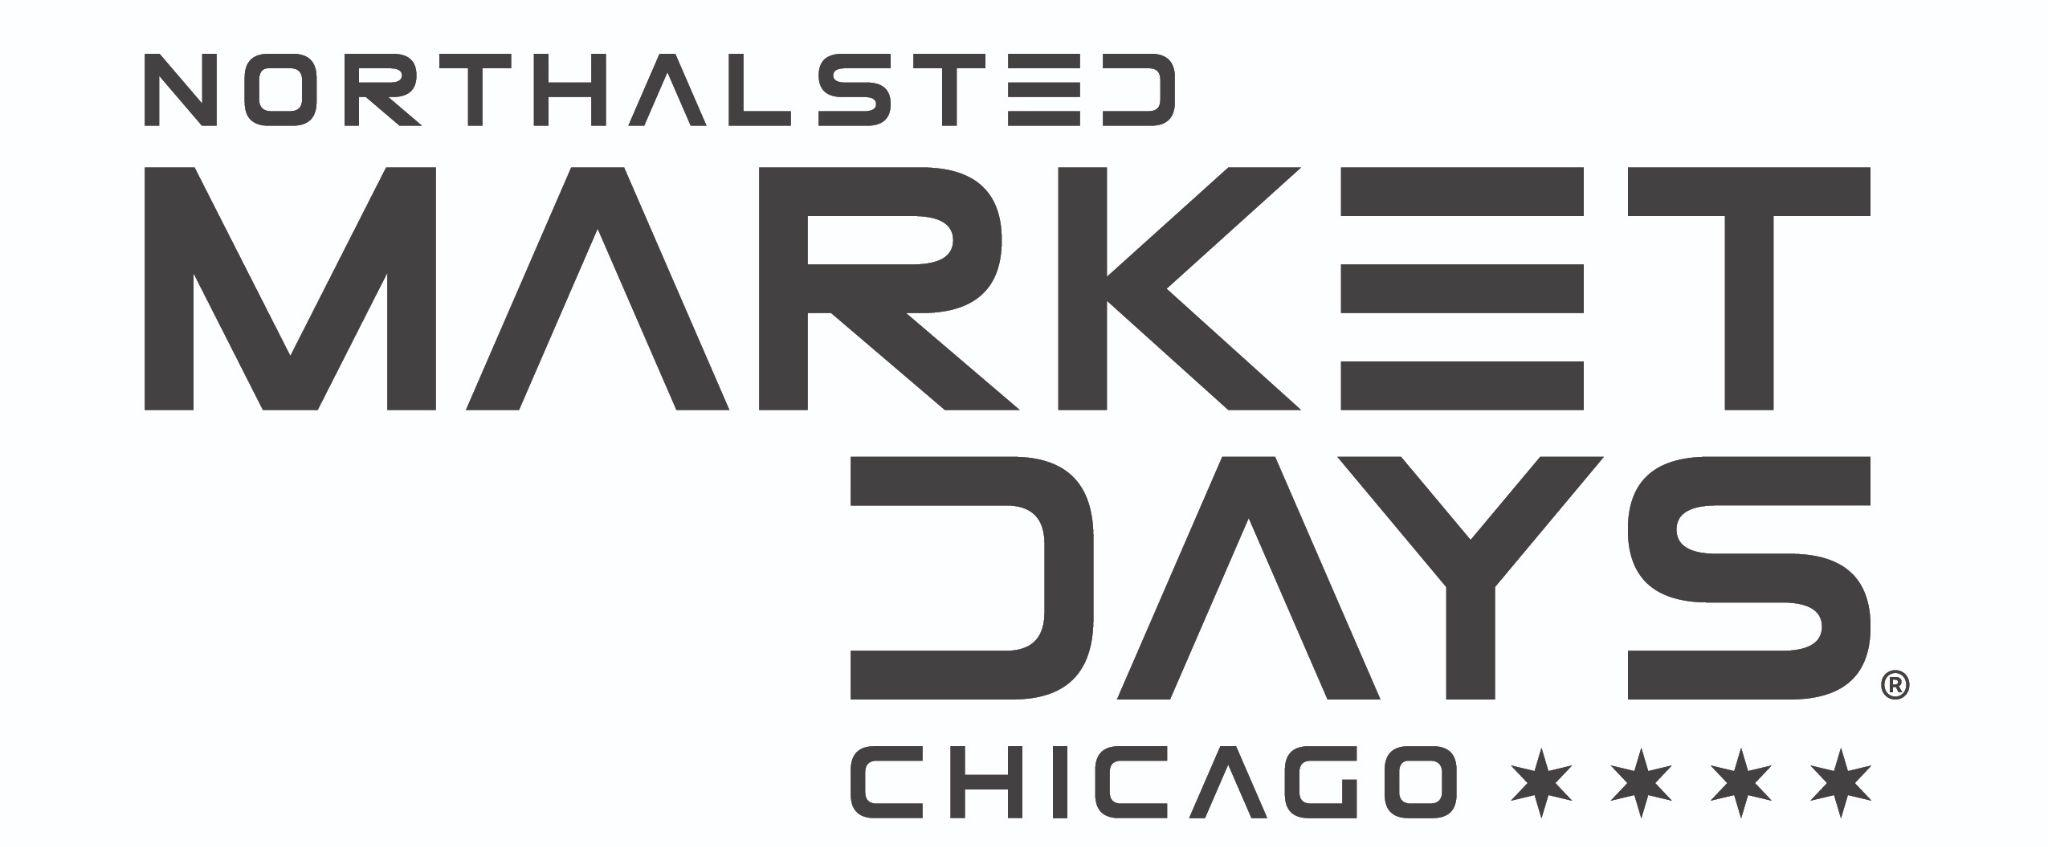 NORTHALSTED
MARKET
DAYS®
CHICAGO ✶ ✶ ✶ ✶